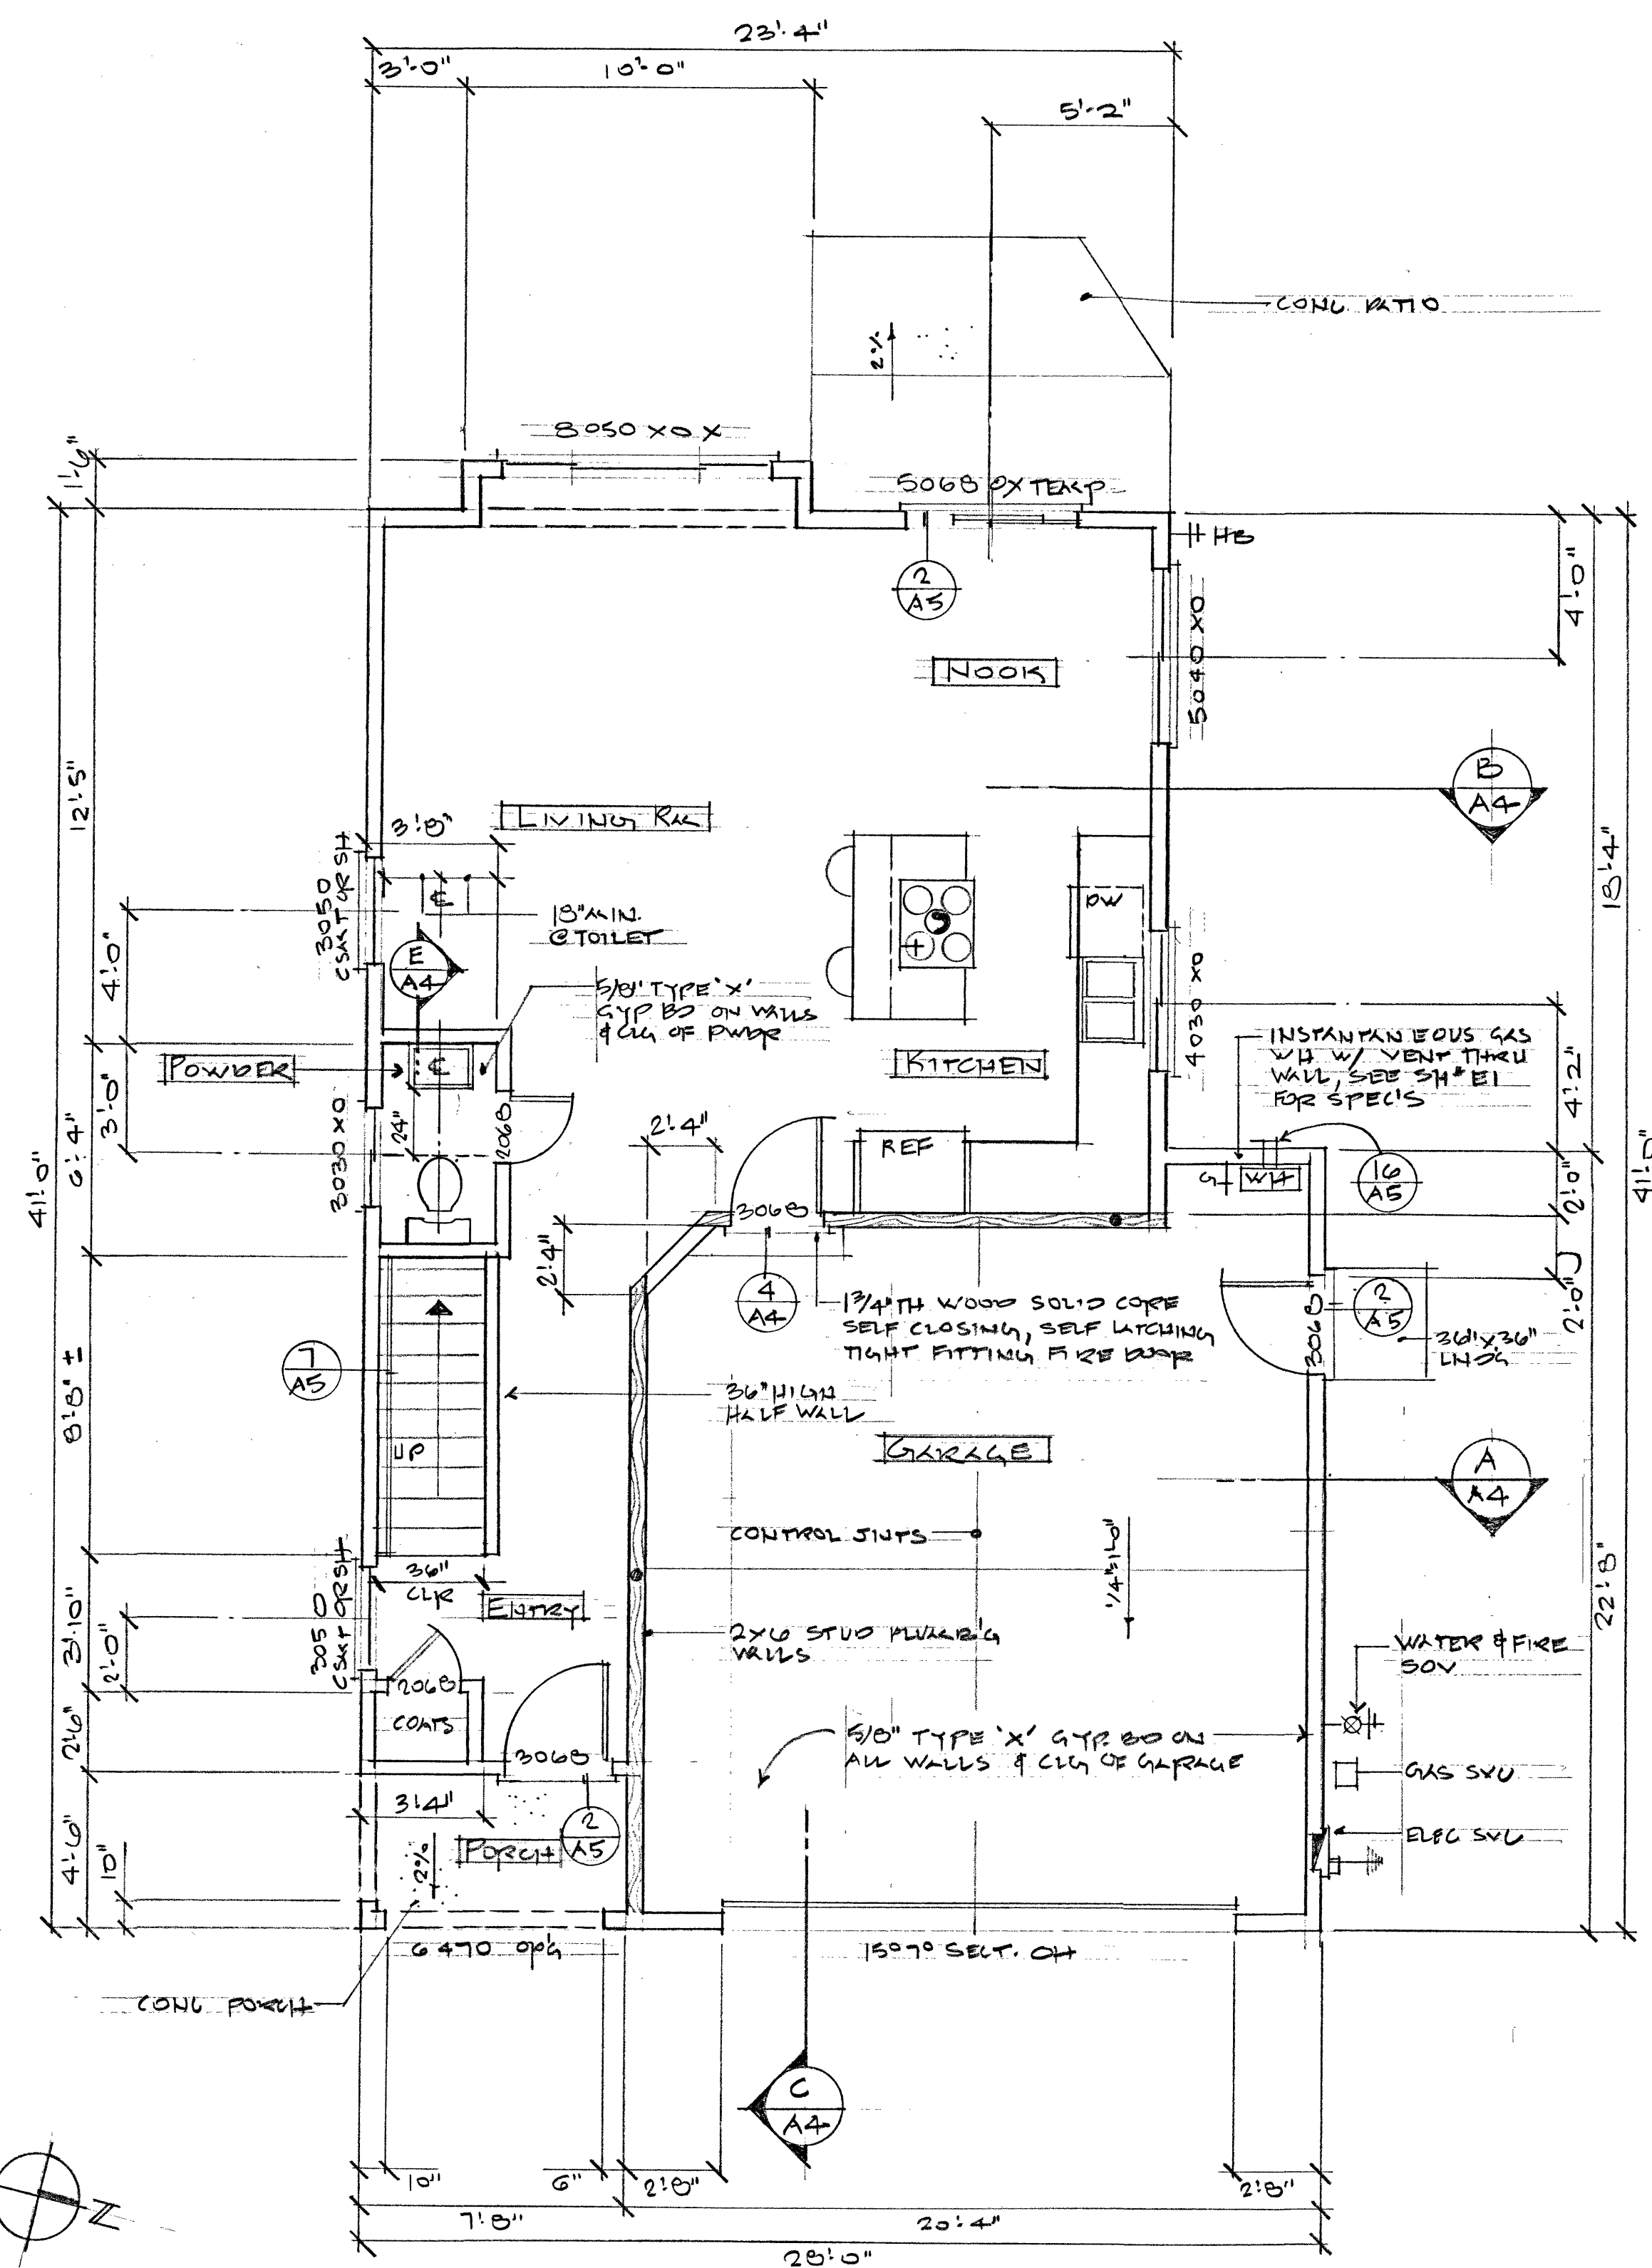 23'-4"
3'-0"
10'-0"
5'-2"
CONC PATIO
2%
8050 XOX
1'-6"
5068 OX TEMP
HB
2
A5
4'-0"
NOOK
5040 XO
B
A4
12'-5"
18'-4"
LIVING RM
3'-8"
3050
CSMT OR SH
℄
DW
18" MIN.
@ TOILET
4'-0"
E
A4
5/8" TYPE 'X'
GYP BD ON WALLS
& CLG OF PWDR
4030 XO
KITCHEN
INSTANTANEOUS GAS
WH W/ VENT THRU
WALL, SEE SH# E1
FOR SPEC'S
4'-2"
POWDER
℄
3'-0"
6'-4"
41'-0"
41'-0"
3030 XO
24"
2068
2'-4"
REF
G
WH
16
A5
2'-0"
3068
2'-4"
4
A4
1 3/4" TH WOOD SOLID CORE
SELF CLOSING, SELF LATCHING
TIGHT FITTING FIRE DOOR
3068
2
A5
2'-0"
36"x36"
LNDG
7
A5
8'-8" ±
36" HIGH
HALF WALL
UP
GARAGE
A
A4
CONTROL JNTS
1/4"=1'-0"
22'-8"
36"
CLR
ENTRY
3050
CSMT OR SH
3'-10"
2'-0"
2X6 STUD PLUMB'G
WALLS
WATER & FIRE
SOV
2068
COATS
2'-6"
3068
5/8" TYPE 'X' GYP. BD ON
ALL WALLS & CLG OF GARAGE
GAS SVC
3'-4"
2
A5
ELEC SVC
PORCH
2%
4'-6"
10"
6470 OP'G
15⁰7⁰ SECT. OH
CONC PORCH
C
A4
10"
6"
2'-8"
2'-8"
7'-8"
20'-4"
28'-0"
N